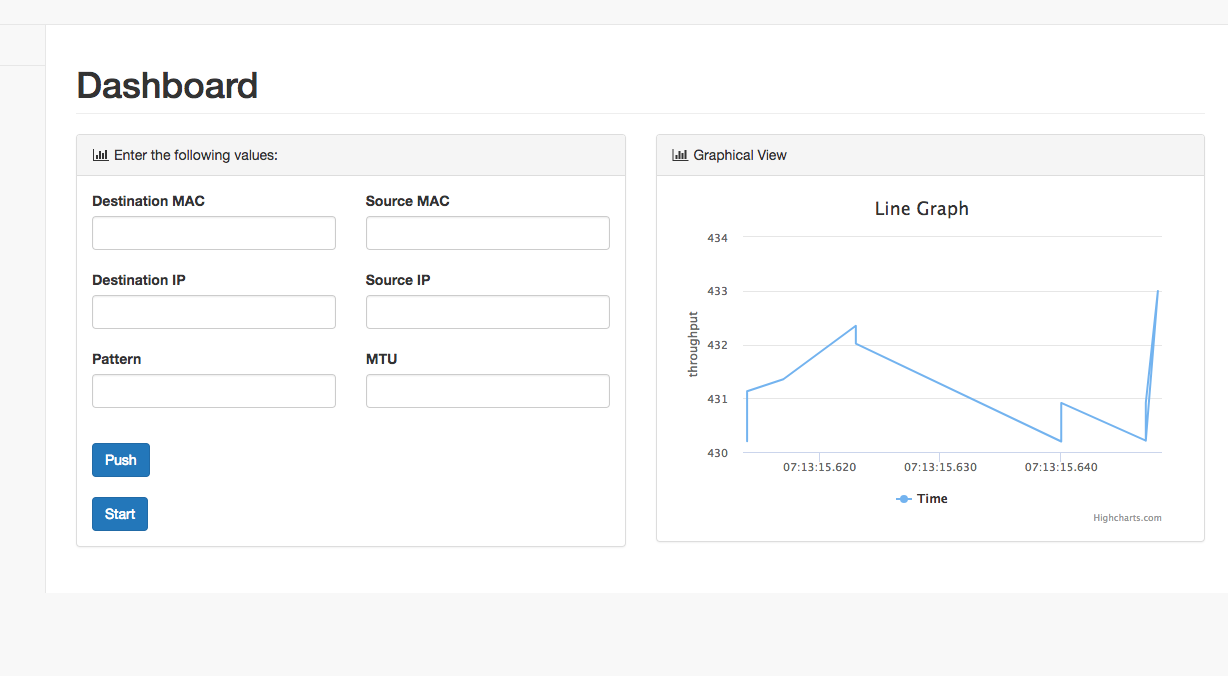 Dashboard
Enter the following values:
Destination MAC
Source MAC
Destination IP
Source IP
Pattern
MTU
Push
Start
Graphical View
Line Graph
434
433
432
431
430
throughput
07:13:15.620
07:13:15.630
07:13:15.640
Time
Highcharts.com